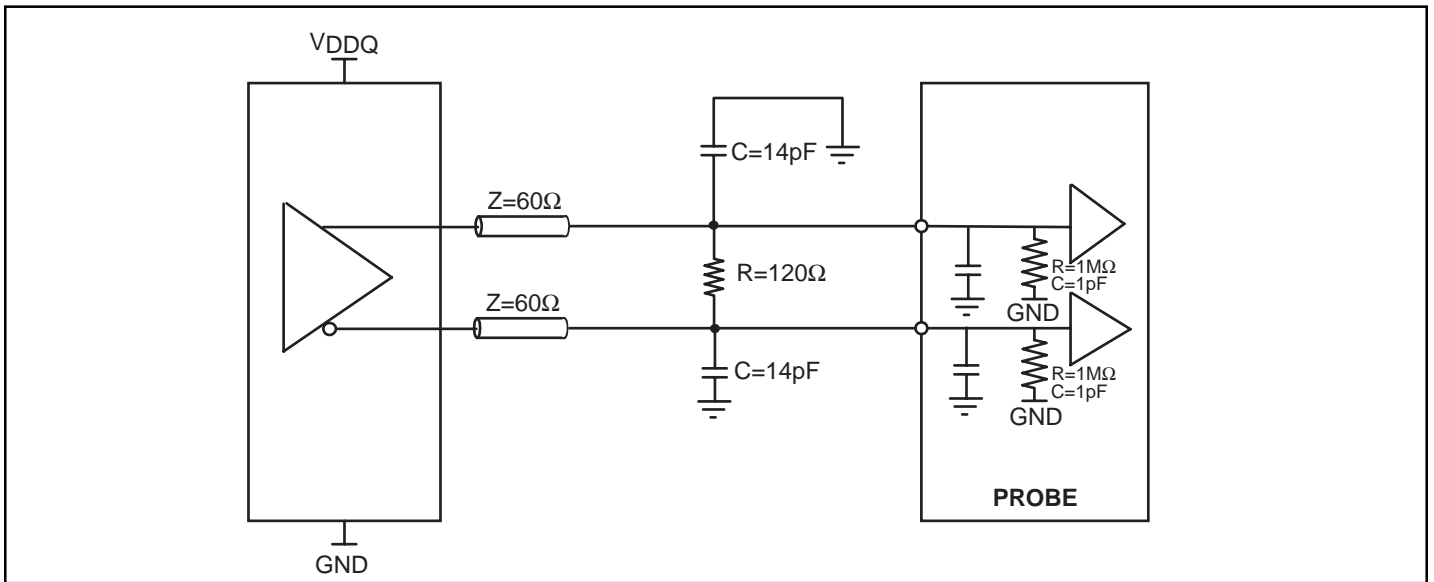 VDDQ
C=14pF
Z=60Ω
R=120Ω
R=1MΩ
C=1pF
GND
Z=60Ω
C=14pF
R=1MΩ
C=1pF
GND
PROBE
GND